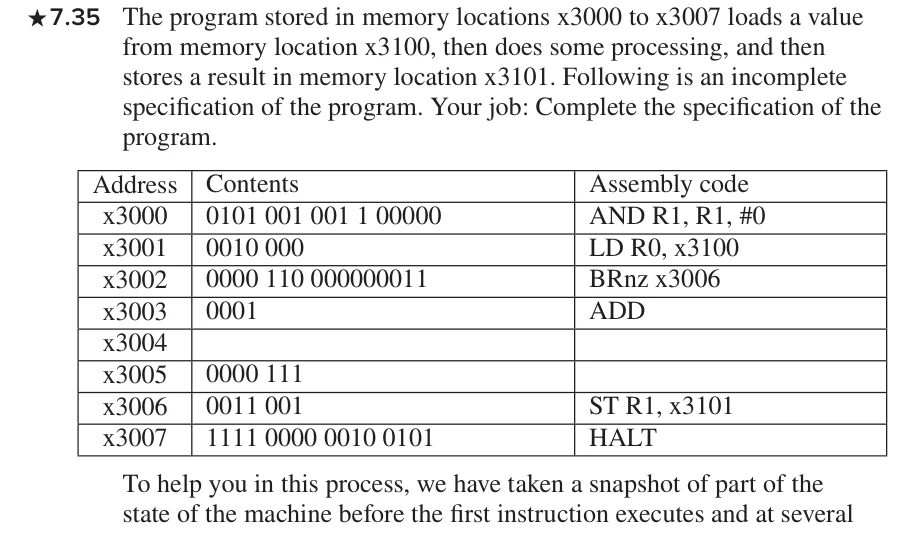 ★7.35 The program stored in memory locations x3000 to x3007 loads a value
from memory location x3100, then does some processing, and then
stores a result in memory location x3101. Following is an incomplete
specification of the program. Your job: Complete the specification of the
program.
Address Contents Assembly code
x3000 0101 001 001 1 00000 AND R1, R1, #0
x3001 0010 000 LD R0, x3100
x3002 0000 110 000000011 BRnz x3006
x3003 0001 ADD
x3004
x3005 0000 111
x3006 0011 001 ST R1, x3101
x3007 1111 0000 0010 0101 HALT
To help you in this process, we have taken a snapshot of part of the
state of the machine before the first instruction executes and at several